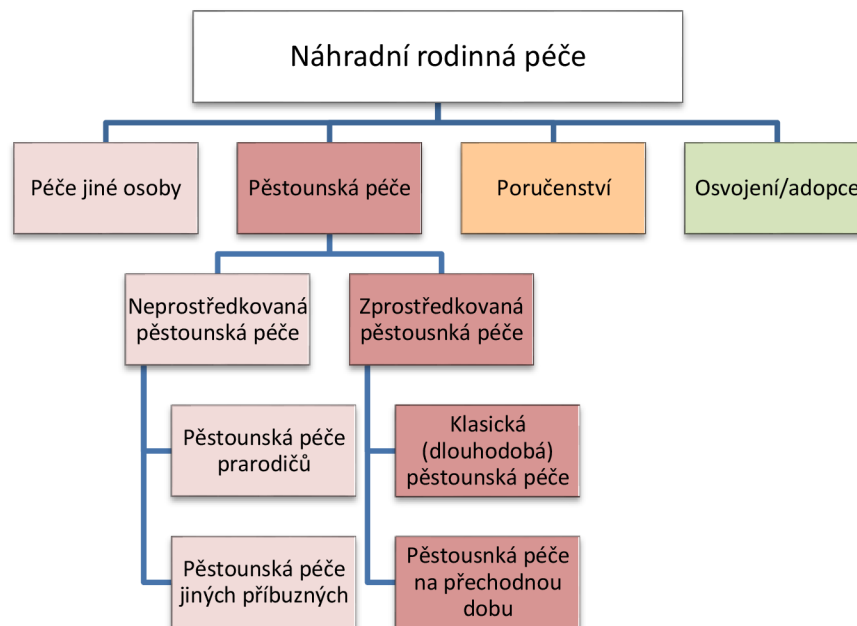 Náhradní rodinná péče
Péče jiné osoby
Pěstounská péče
Poručenství
Osvojení/adopce
Neprostředkovaná
pěstounská péče
Zprostředkovaná
pěstousnká péče
Pěstounská péče
prarodičů
Klasická
(dlouhodobá)
pěstounská péče
Pěstounská péče
jiných příbuzných
Pěstousnká péče
na přechodnou
dobu